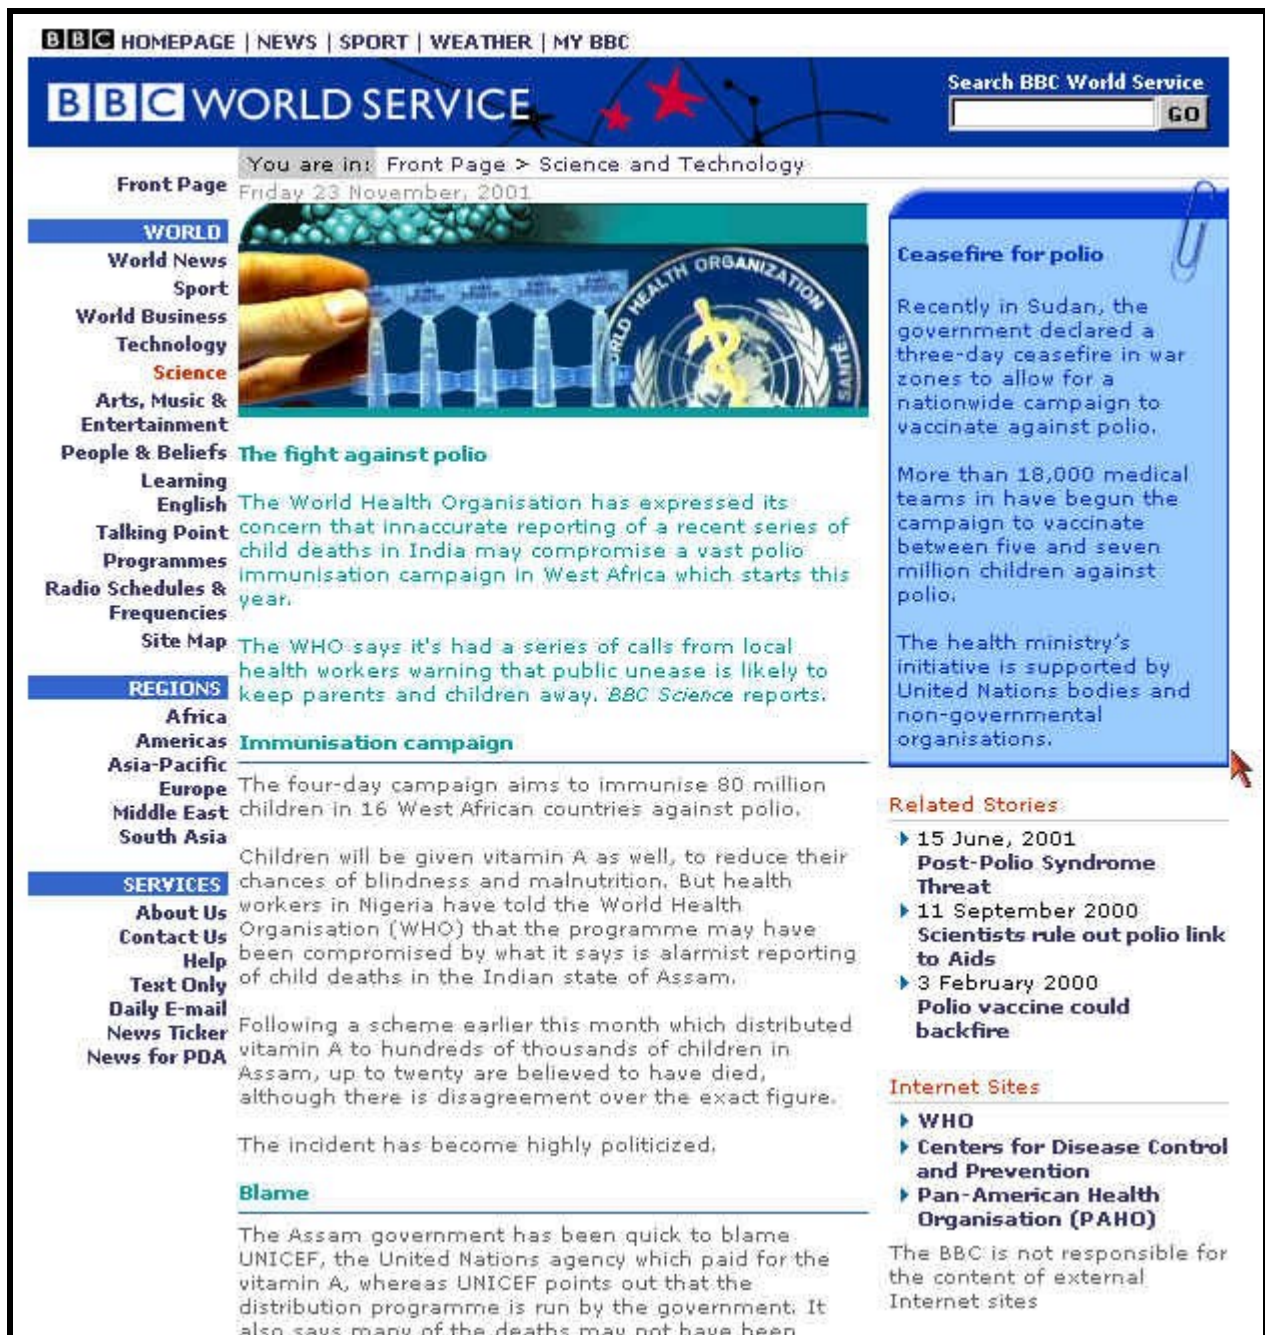 BBC HOMEPAGE | NEWS | SPORT | WEATHER | MY BBC
BBC WORLD SERVICE
Search BBC World Service
GO
You are in: Front Page > Science and Technology
Friday 23 November, 2001
Front Page
WORLD
World News
Sport
World Business
Technology
Science
Arts, Music &
Entertainment
People & Beliefs
Learning
English
Talking Point
Programmes
Radio Schedules &
Frequencies
Site Map
REGIONS
Africa
Americas
Asia-Pacific
Europe
Middle East
South Asia
SERVICES
About Us
Contact Us
Help
Text Only
Daily E-mail
News Ticker
News for PDA
WORLD HEALTH ORGANIZATION
SANTÉ
The fight against polio
The World Health Organisation has expressed its
concern that innaccurate reporting of a recent series of
child deaths in India may compromise a vast polio
immunisation campaign in West Africa which starts this
year.
The WHO says it's had a series of calls from local
health workers warning that public unease is likely to
keep parents and children away. BBC Science reports.
Immunisation campaign
The four-day campaign aims to immunise 80 million
children in 16 West African countries against polio.
Children will be given vitamin A as well, to reduce their
chances of blindness and malnutrition. But health
workers in Nigeria have told the World Health
Organisation (WHO) that the programme may have
been compromised by what it says is alarmist reporting
of child deaths in the Indian state of Assam.
Following a scheme earlier this month which distributed
vitamin A to hundreds of thousands of children in
Assam, up to twenty are believed to have died,
although there is disagreement over the exact figure.
The incident has become highly politicized.
Blame
The Assam government has been quick to blame
UNICEF, the United Nations agency which paid for the
vitamin A, whereas UNICEF points out that the
distribution programme is run by the government. It
also says many of the deaths may not have been
Ceasefire for polio
Recently in Sudan, the
government declared a
three-day ceasefire in war
zones to allow for a
nationwide campaign to
vaccinate against polio.
More than 18,000 medical
teams in have begun the
campaign to vaccinate
between five and seven
million children against
polio.
The health ministry's
initiative is supported by
United Nations bodies and
non-governmental
organisations.
Related Stories
15 June, 2001
Post-Polio Syndrome
Threat
11 September 2000
Scientists rule out polio link
to Aids
3 February 2000
Polio vaccine could
backfire
Internet Sites
WHO
Centers for Disease Control
and Prevention
Pan-American Health
Organisation (PAHO)
The BBC is not responsible for
the content of external
Internet sites